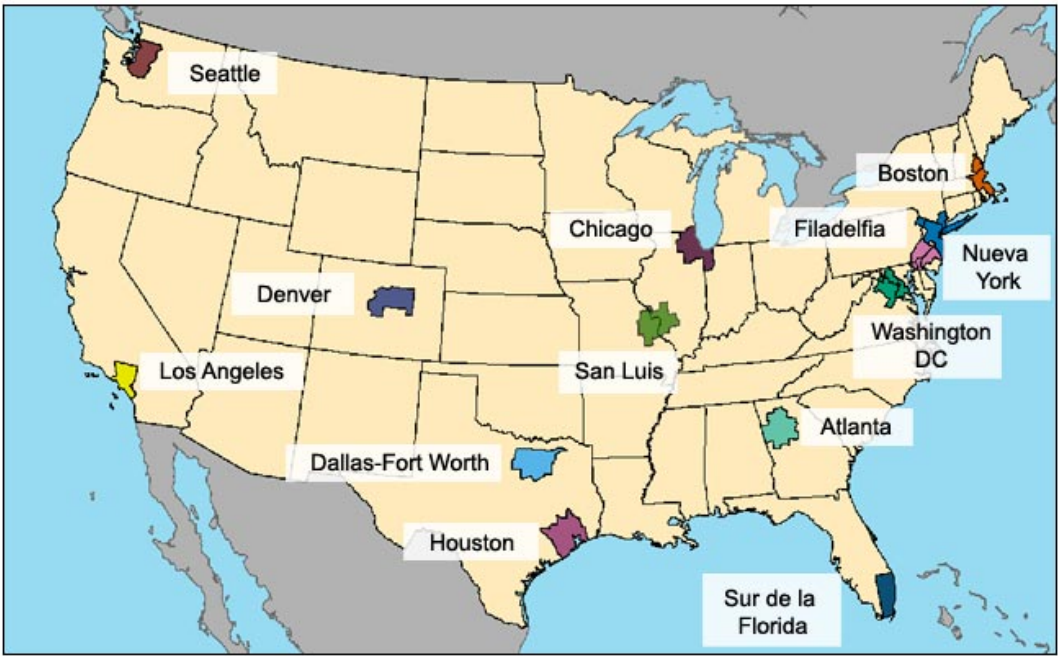 Seattle
Boston
Chicago
Filadelfia
Nueva
York
Denver
Washington
DC
Los Angeles
San Luis
Atlanta
Dallas-Fort Worth
Houston
Sur de la
Florida